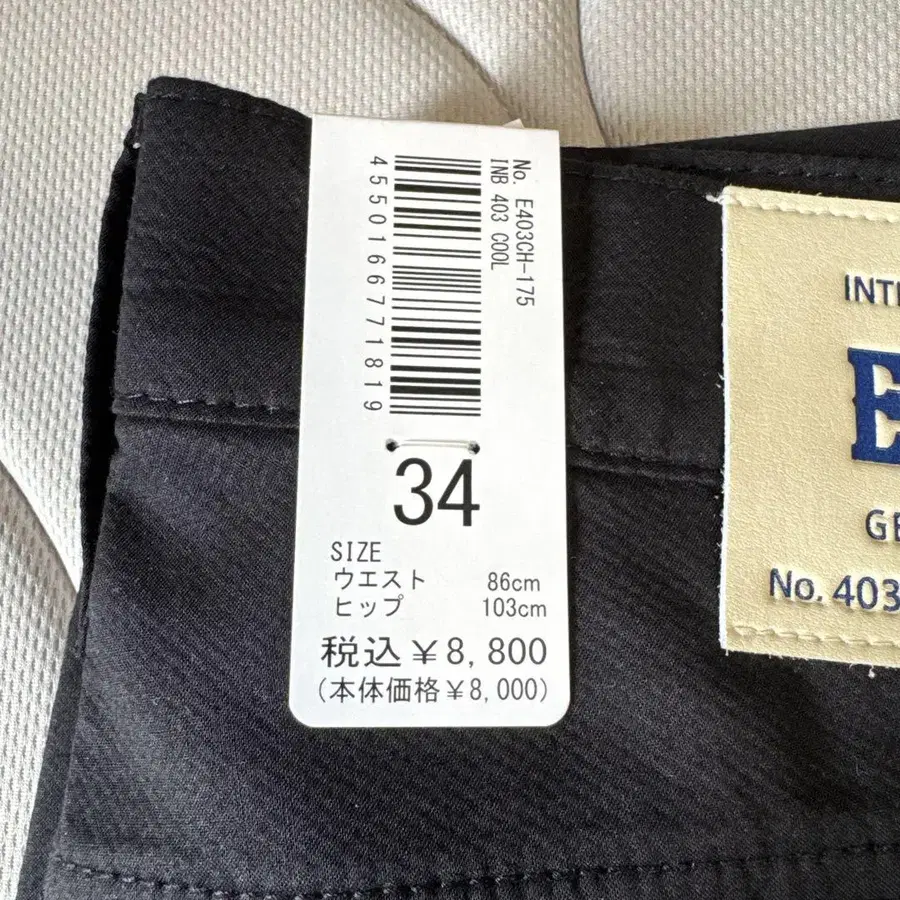 No. E403CH-175
INB 403 COOL
4550166771819
34
SIZE
ウエスト 86cm
ヒップ 103cm
税込¥8,800
(本体価格¥8,000)
INT
E
GE
No. 403